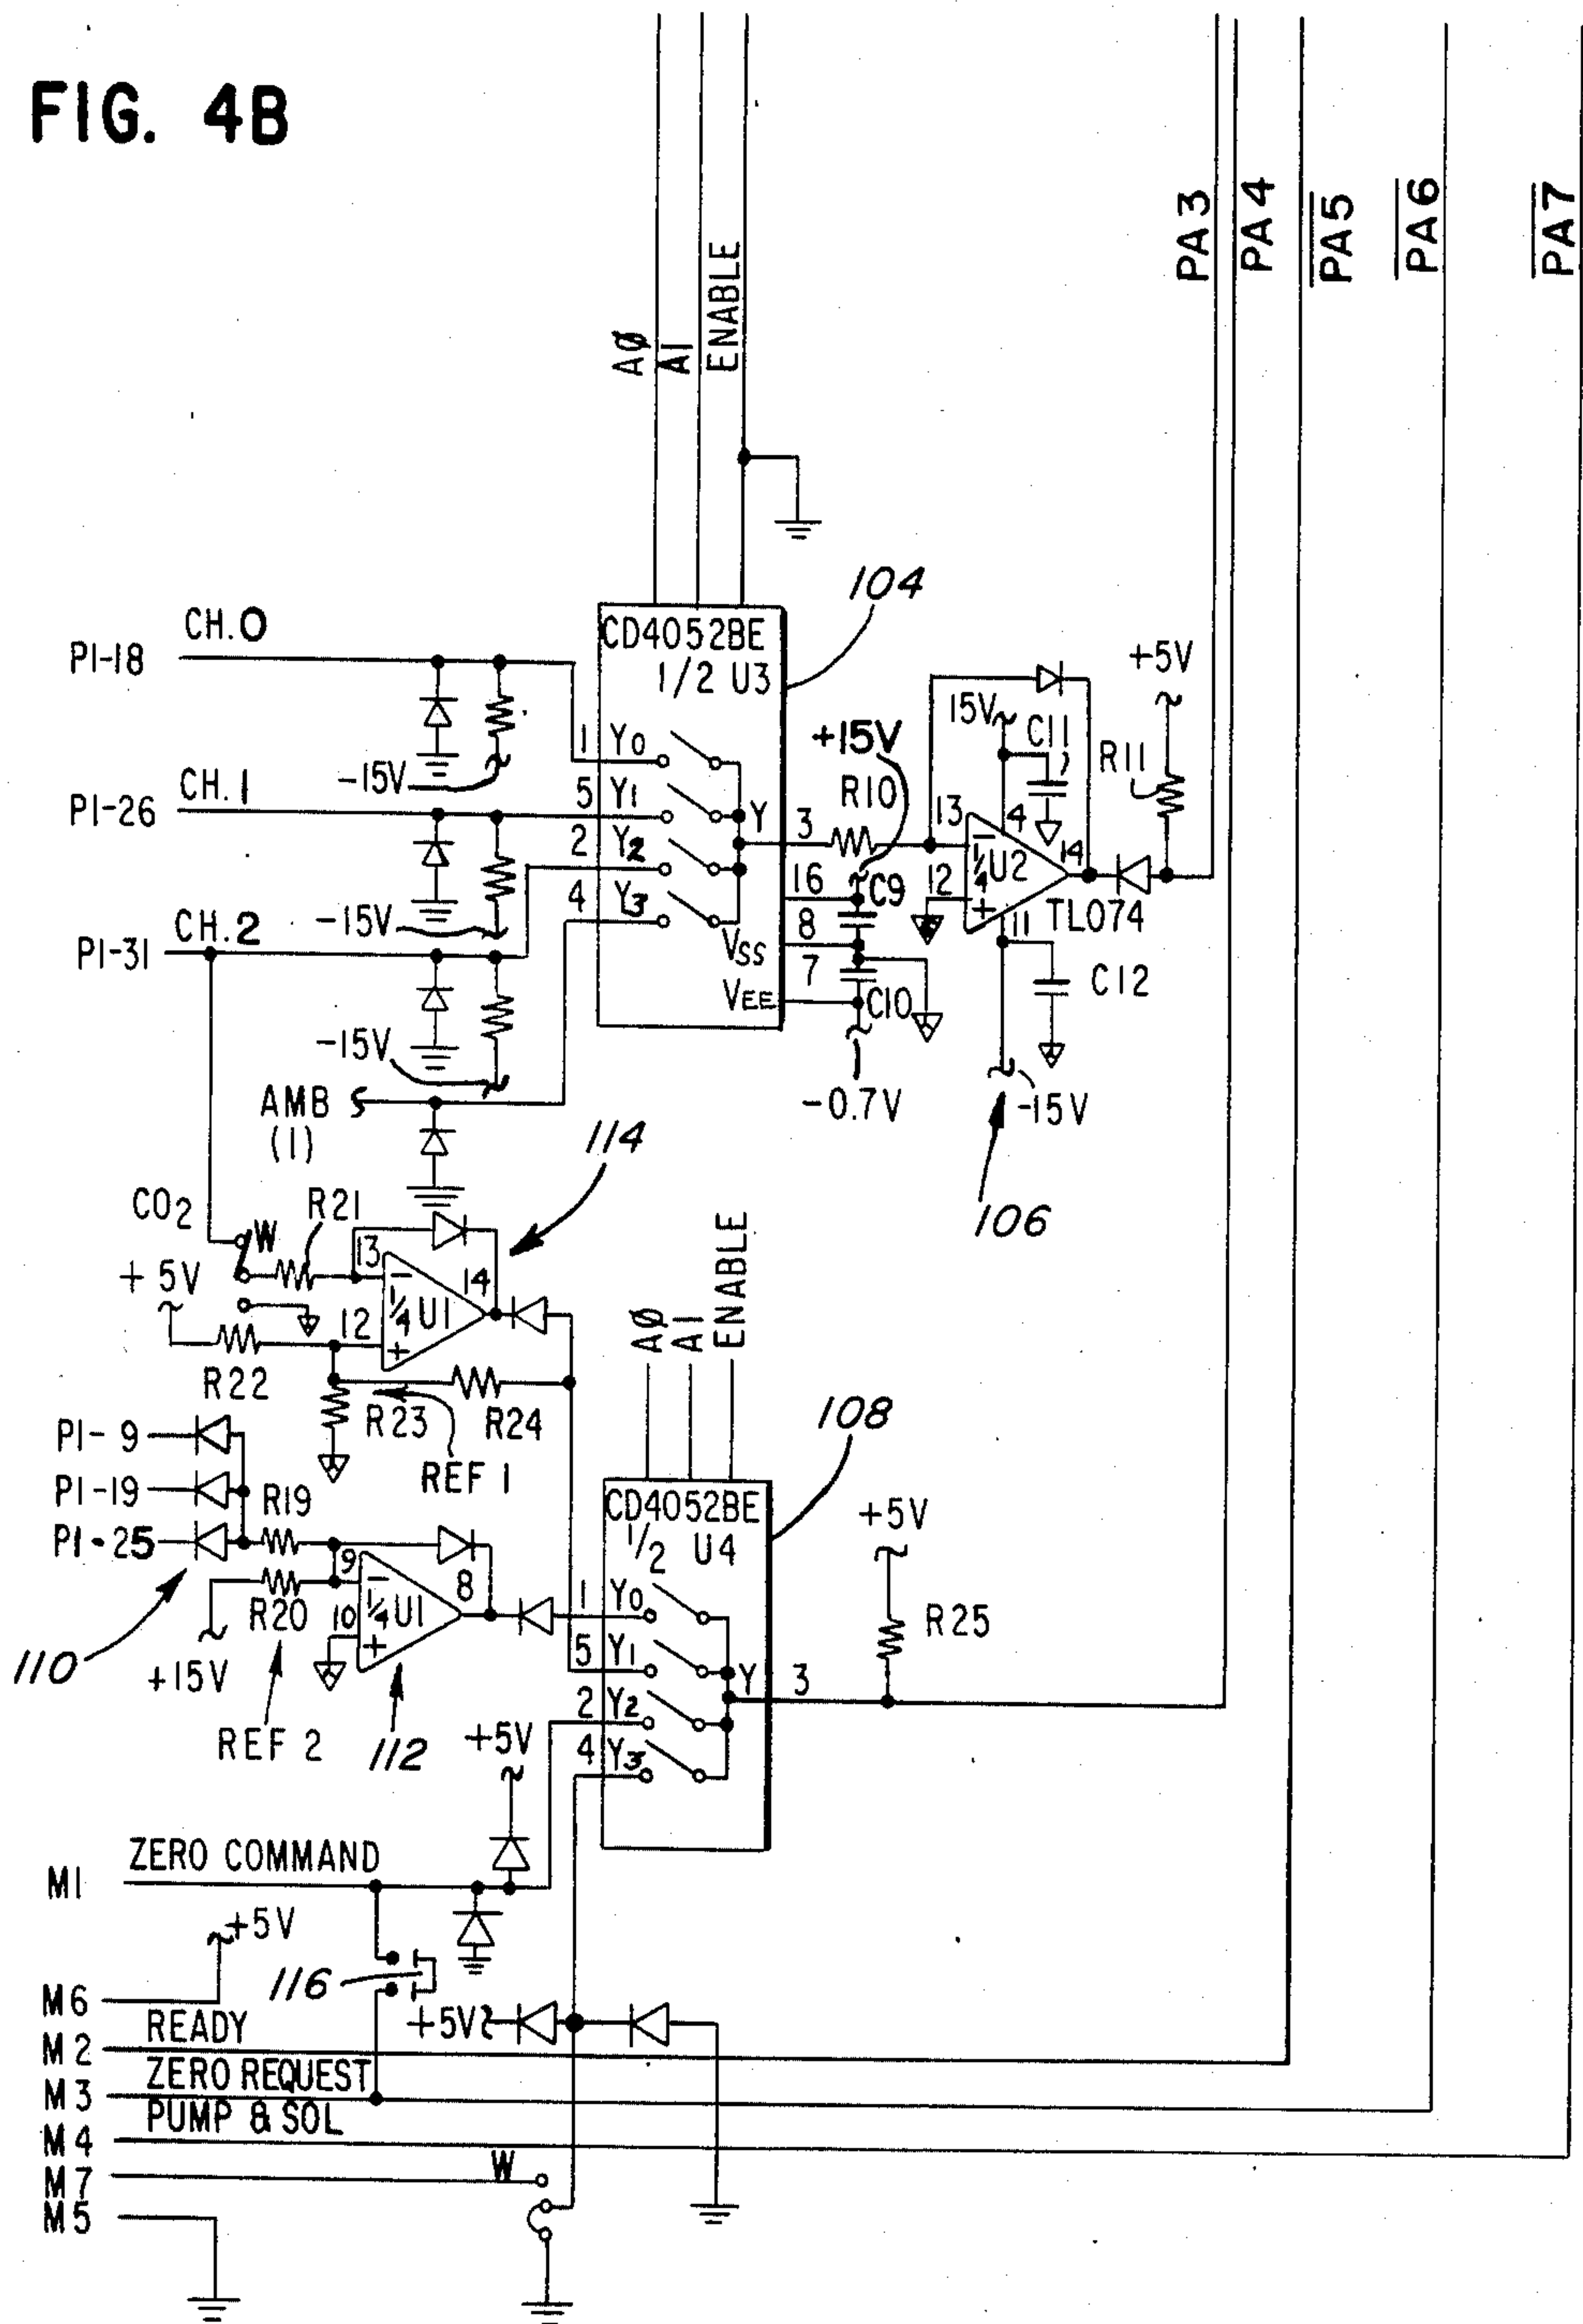 FIG. 4B
PA3
PA4
PA5
PA6
PA7
AØ
A1
ENABLE
104
P1-18
CH.0
CD4052BE
1/2 U3
+5V
15V
C11
R11
-15V
1 Y0
+15V
P1-26
CH.1
5 Y1
Y
3
R10
13
4
2 Y2
1/4 U2
14
16
C9
12
4 Y3
8
TL074
-15V
11
P1-31
CH.2
VSS
7
VEE
C10
C12
-15V
AMB
(1)
-0.7V
-15V
114
106
CO2
W
R21
13
+5V
14
1/4 U1
12
AØ
A1
ENABLE
R22
R23
R24
108
P1-9
REF 1
P1-19
R19
CD4052BE
1/2 U4
+5V
P1-25
9
8
1/4 U1
R20
10
1 Y0
R25
110
+15V
5 Y1
Y
3
REF 2
112
2 Y2
+5V
4 Y3
ZERO COMMAND
M1
+5V
116
M6
+5V
READY
M2
ZERO REQUEST
M3
PUMP & SOL
M4
W
M7
M5